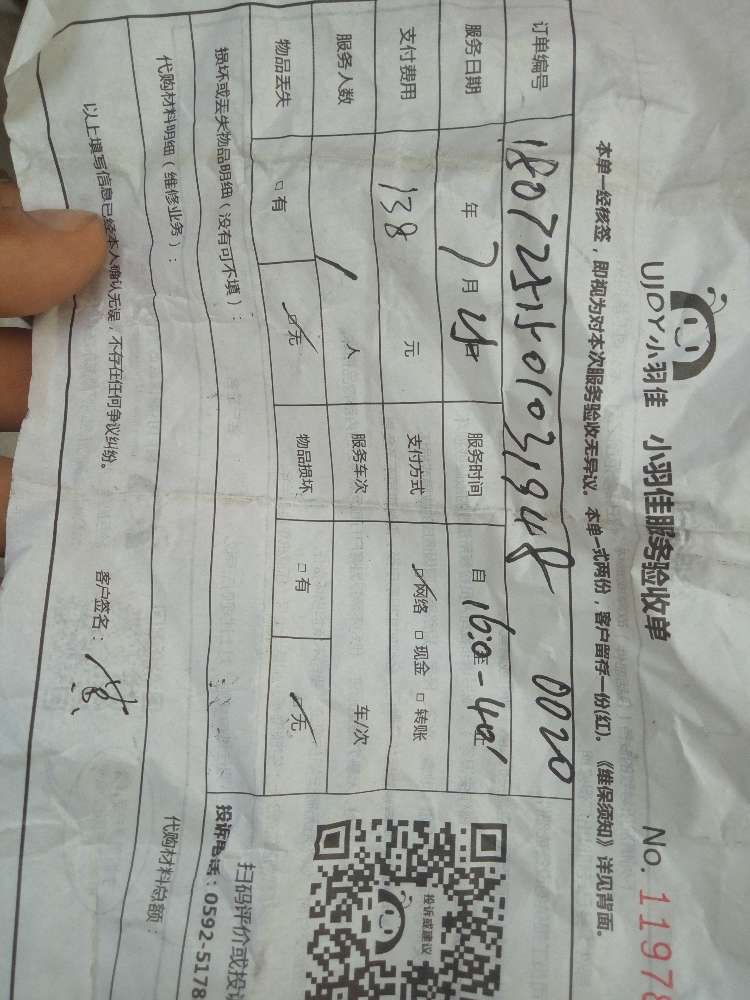 UJOY小羽佳 小羽佳服务验收单
No. 11978
本单一经核签，即视为对本次服务验收无异议。本单一式两份，客户留存一份(红)。《维保须知》详见背面。
订单编号 0020
服务日期 年 7 月 服务时间 自
支付费用 138 元 支付方式 ☑网络 □现金 □转账
服务人数 1 人 服务车次 车/次
物品丢失 □有 ☑无 物品损坏 □有 ☑无
损坏或丢失物品明细（没有可不填）：
代购材料明细（维修业务）： 代购材料总额：
以上填写信息已经本人确认无误，不存在任何争议纠纷。 客户签名：
投诉或建议
扫码评价或投诉
投诉电话：0592-5178